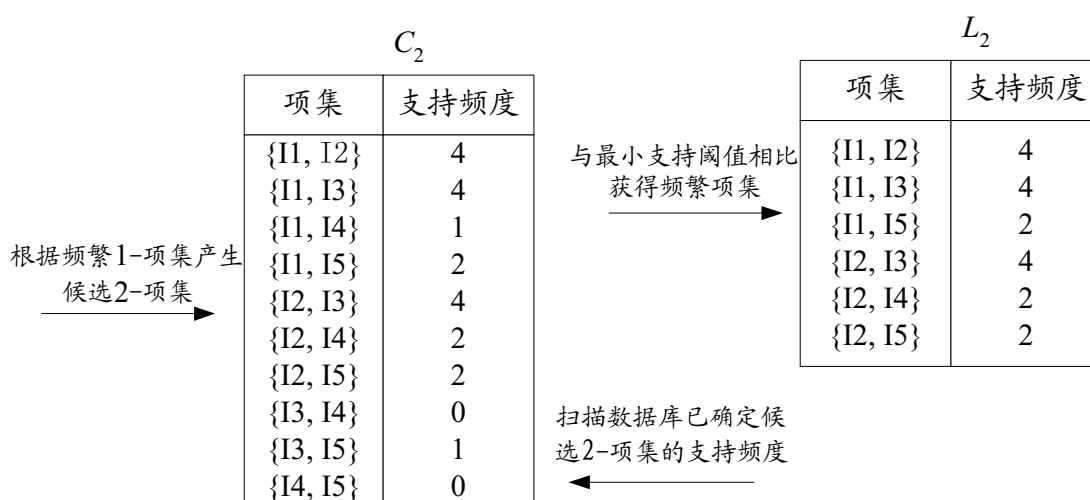 C2
L2
项集 支持频度
{I1, I2} 4
{I1, I3} 4
{I1, I4} 1
{I1, I5} 2
{I2, I3} 4
{I2, I4} 2
{I2, I5} 2
{I3, I4} 0
{I3, I5} 1
{I4, I5} 0
项集 支持频度
{I1, I2} 4
{I1, I3} 4
{I1, I5} 2
{I2, I3} 4
{I2, I4} 2
{I2, I5} 2
与最小支持阈值相比
获得频繁项集
根据频繁1-项集产生
候选2-项集
扫描数据库已确定候
选2-项集的支持频度